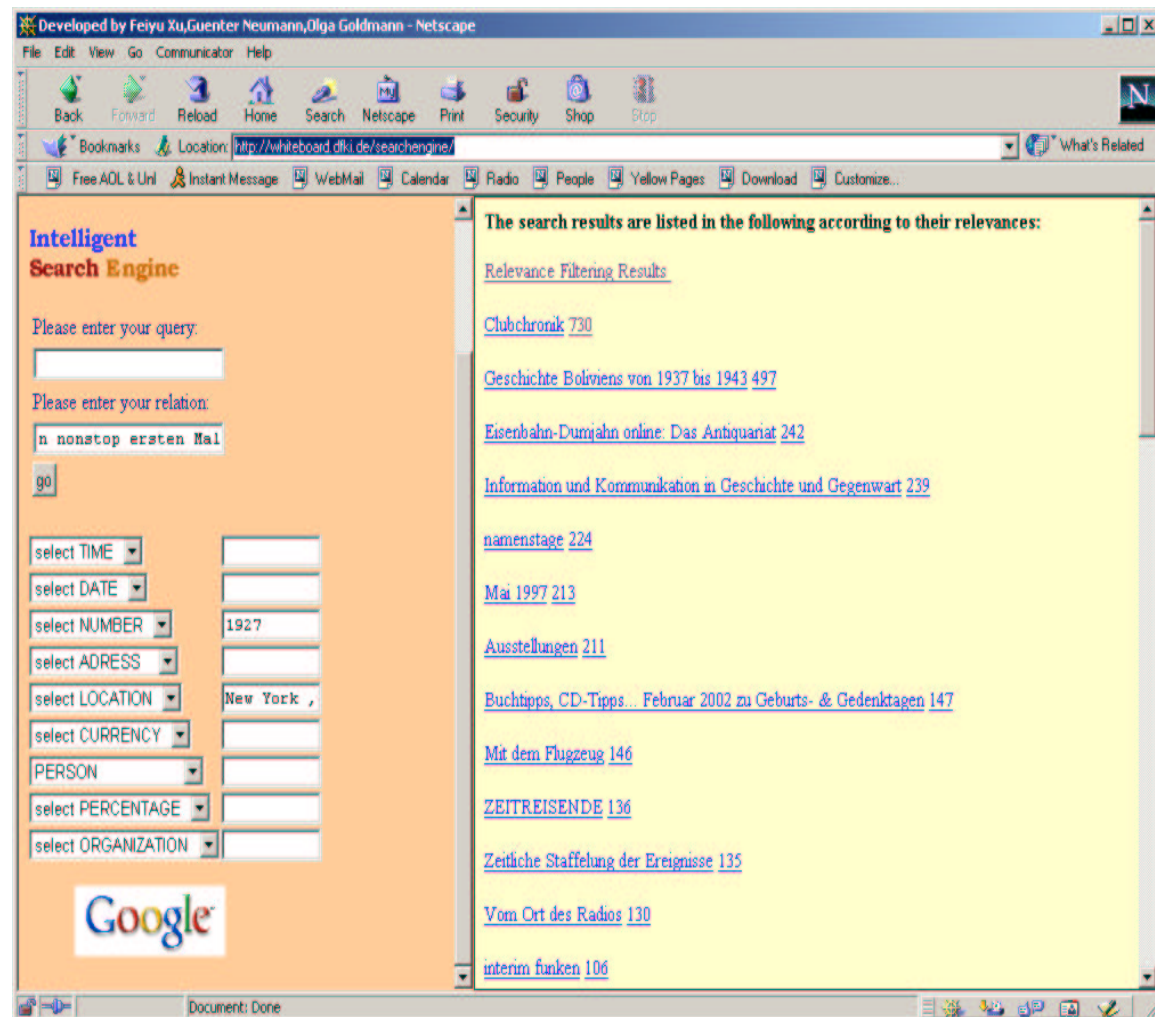 Developed by Feiyu Xu,Guenter Neumann,Olga Goldmann - Netscape
File Edit View Go Communicator Help
Back Forward Reload Home Search Netscape Print Security Shop Stop
Bookmarks Location: http://whiteboard.dfki.de/searchengine/ What's Related
Free AOL & Unl Instant Message WebMail Calendar Radio People Yellow Pages Download Customize...
Intelligent
Search Engine
Please enter your query:
Please enter your relation:
n nonstop ersten Mal
go
select TIME
select DATE
select NUMBER 1927
select ADRESS
select LOCATION New York ,
select CURRENCY
PERSON
select PERCENTAGE
select ORGANIZATION
Google
The search results are listed in the following according to their relevances:
Relevance Filtering Results
Clubchronik 730
Geschichte Boliviens von 1937 bis 1943 497
Eisenbahn-Dumjahn online: Das Antiquariat 242
Information und Kommunikation in Geschichte und Gegenwart 239
namenstage 224
Mai 1997 213
Ausstellungen 211
Buchtipps, CD-Tipps... Februar 2002 zu Geburts- & Gedenktagen 147
Mit dem Flugzeug 146
ZEITREISENDE 136
Zeitliche Staffelung der Ereignisse 135
Vom Ort des Radios 130
interim funken 106
Document: Done